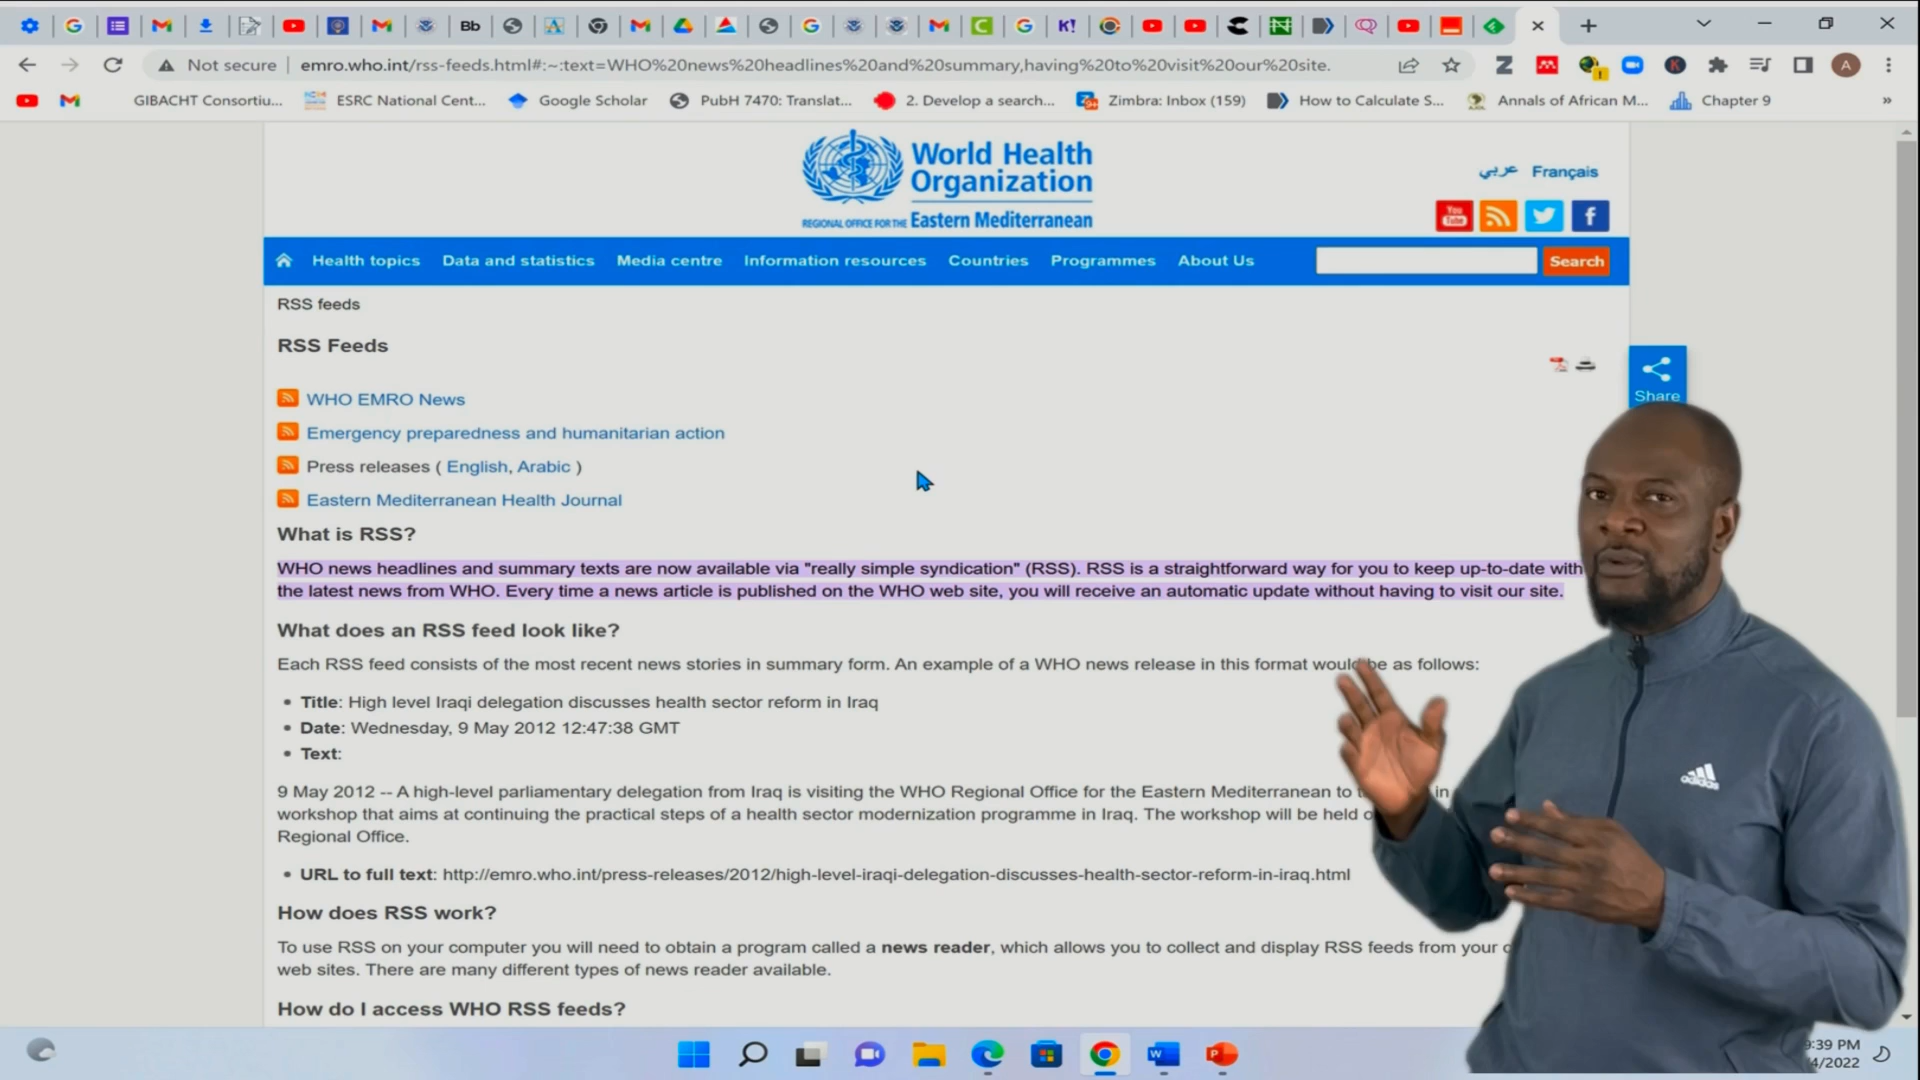 Bb
K!
Not secure
emro.who.int/rss-feeds.html#:~:text=WHO%20news%20headlines%20and%20summary,having%20to%20visit%20our%20site.
A
GIBACHT Consortiu...
ESRC National Cent...
Google Scholar
PubH 7470: Translat...
2. Develop a search...
Zimbra: Inbox (159)
How to Calculate S...
Annals of African M...
Chapter 9
»
World Health
Organization
REGIONAL OFFICE FOR THE Eastern Mediterranean
عربي Français
You Tube
Health topics Data and statistics Media centre Information resources Countries Programmes About Us Search
RSS feeds
RSS Feeds
Share
WHO EMRO News
Emergency preparedness and humanitarian action
Press releases ( English, Arabic )
Eastern Mediterranean Health Journal
What is RSS?
WHO news headlines and summary texts are now available via "really simple syndication" (RSS). RSS is a straightforward way for you to keep up-to-date with
the latest news from WHO. Every time a news article is published on the WHO web site, you will receive an automatic update without having to visit our site.
What does an RSS feed look like?
Each RSS feed consists of the most recent news stories in summary form. An example of a WHO news release in this format would be as follows:
• Title: High level Iraqi delegation discusses health sector reform in Iraq
• Date: Wednesday, 9 May 2012 12:47:38 GMT
• Text:
9 May 2012 -- A high-level parliamentary delegation from Iraq is visiting the WHO Regional Office for the Eastern Mediterranean to in
workshop that aims at continuing the practical steps of a health sector modernization programme in Iraq. The workshop will be held
Regional Office.
• URL to full text: http://emro.who.int/press-releases/2012/high-level-iraqi-delegation-discusses-health-sector-reform-in-iraq.html
How does RSS work?
To use RSS on your computer you will need to obtain a program called a news reader, which allows you to collect and display RSS feeds from your
web sites. There are many different types of news reader available.
How do I access WHO RSS feeds?
adidas
9:39 PM
4/2022